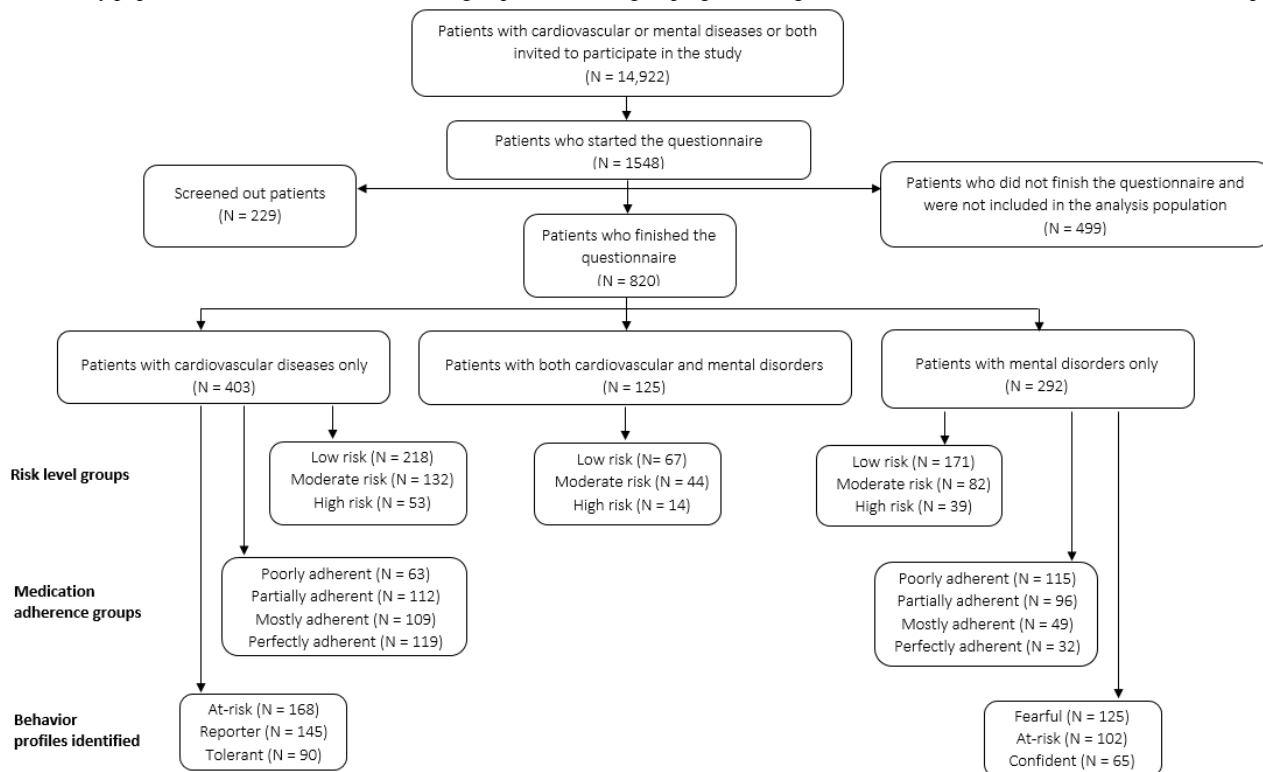 Patients with cardiovascular or mental diseases or both
invited to participate in the study
(N = 14,922)
Patients who started the questionnaire
(N = 1548)
Screened out patients
(N = 229)
Patients who did not finish the questionnaire and
were not included in the analysis population
(N = 499)
Patients who finished the
questionnaire
(N = 820)
Patients with cardiovascular diseases only
(N = 403)
Patients with both cardiovascular and mental disorders
(N = 125)
Patients with mental disorders only
(N = 292)
Risk level groups
Low risk (N = 218)
Moderate risk (N = 132)
High risk (N = 53)
Low risk (N= 67)
Moderate risk (N = 44)
High risk (N = 14)
Low risk (N = 171)
Moderate risk (N = 82)
High risk (N = 39)
Medication
adherence groups
Poorly adherent (N = 63)
Partially adherent (N = 112)
Mostly adherent (N = 109)
Perfectly adherent (N = 119)
Poorly adherent (N = 115)
Partially adherent (N = 96)
Mostly adherent (N = 49)
Perfectly adherent (N = 32)
Behavior
profiles identified
At-risk (N = 168)
Reporter (N = 145)
Tolerant (N = 90)
Fearful (N = 125)
At-risk (N = 102)
Confident (N = 65)